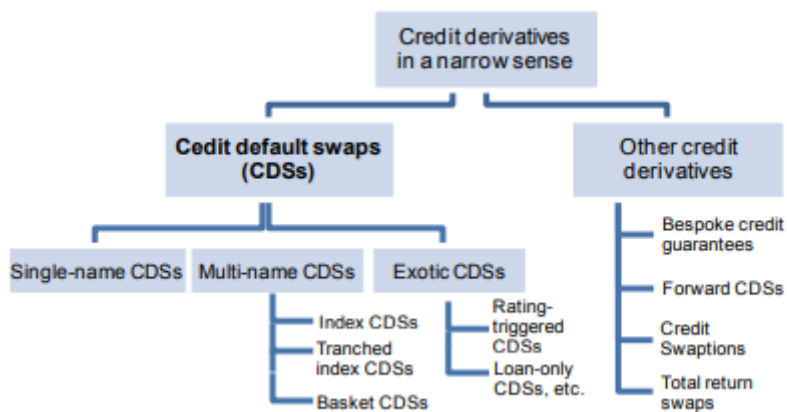 Credit derivatives
in a narrow sense
Cedit default swaps
(CDSs)
Other credit
derivatives
Single-name CDSs
Multi-name CDSs
Exotic CDSs
Index CDSs
Tranched
index CDSs
Basket CDSs
Rating-
triggered
CDSs
Loan-only
CDSs, etc.
Bespoke credit
guarantees
Forward CDSs
Credit
Swaptions
Total return
swaps